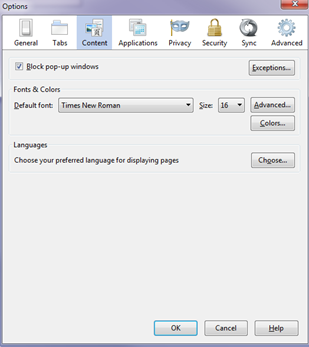 Options
General Tabs Content Applications Privacy Security Sync Advanced
Block pop-up windows Exceptions...
Fonts & Colors
Default font: Times New Roman Size: 16 Advanced...
Colors...
Languages
Choose your preferred language for displaying pages Choose...
OK Cancel Help